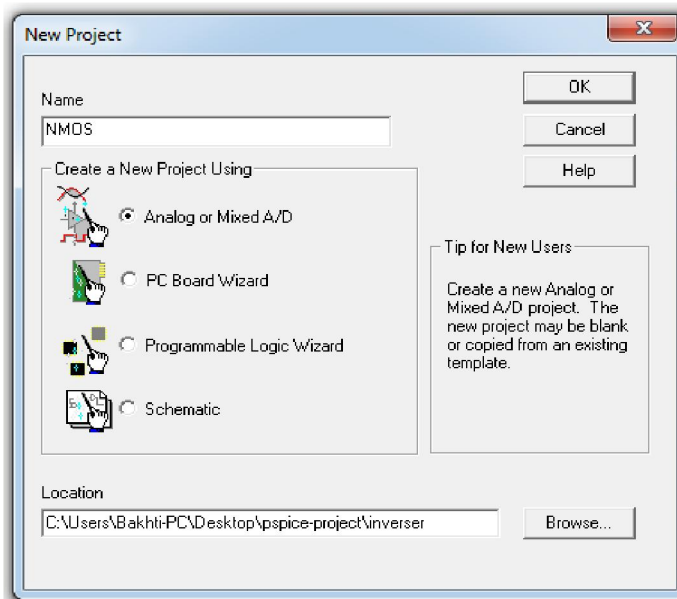 New Project
Name
NMOS
OK
Cancel
Help
Create a New Project Using
Analog or Mixed A/D
PC Board Wizard
Programmable Logic Wizard
Schematic
Tip for New Users
Create a new Analog or
Mixed A/D project. The
new project may be blank
or copied from an existing
template.
Location
C:\Users\Bakhti-PC\Desktop\pspice-project\inverser
Browse...